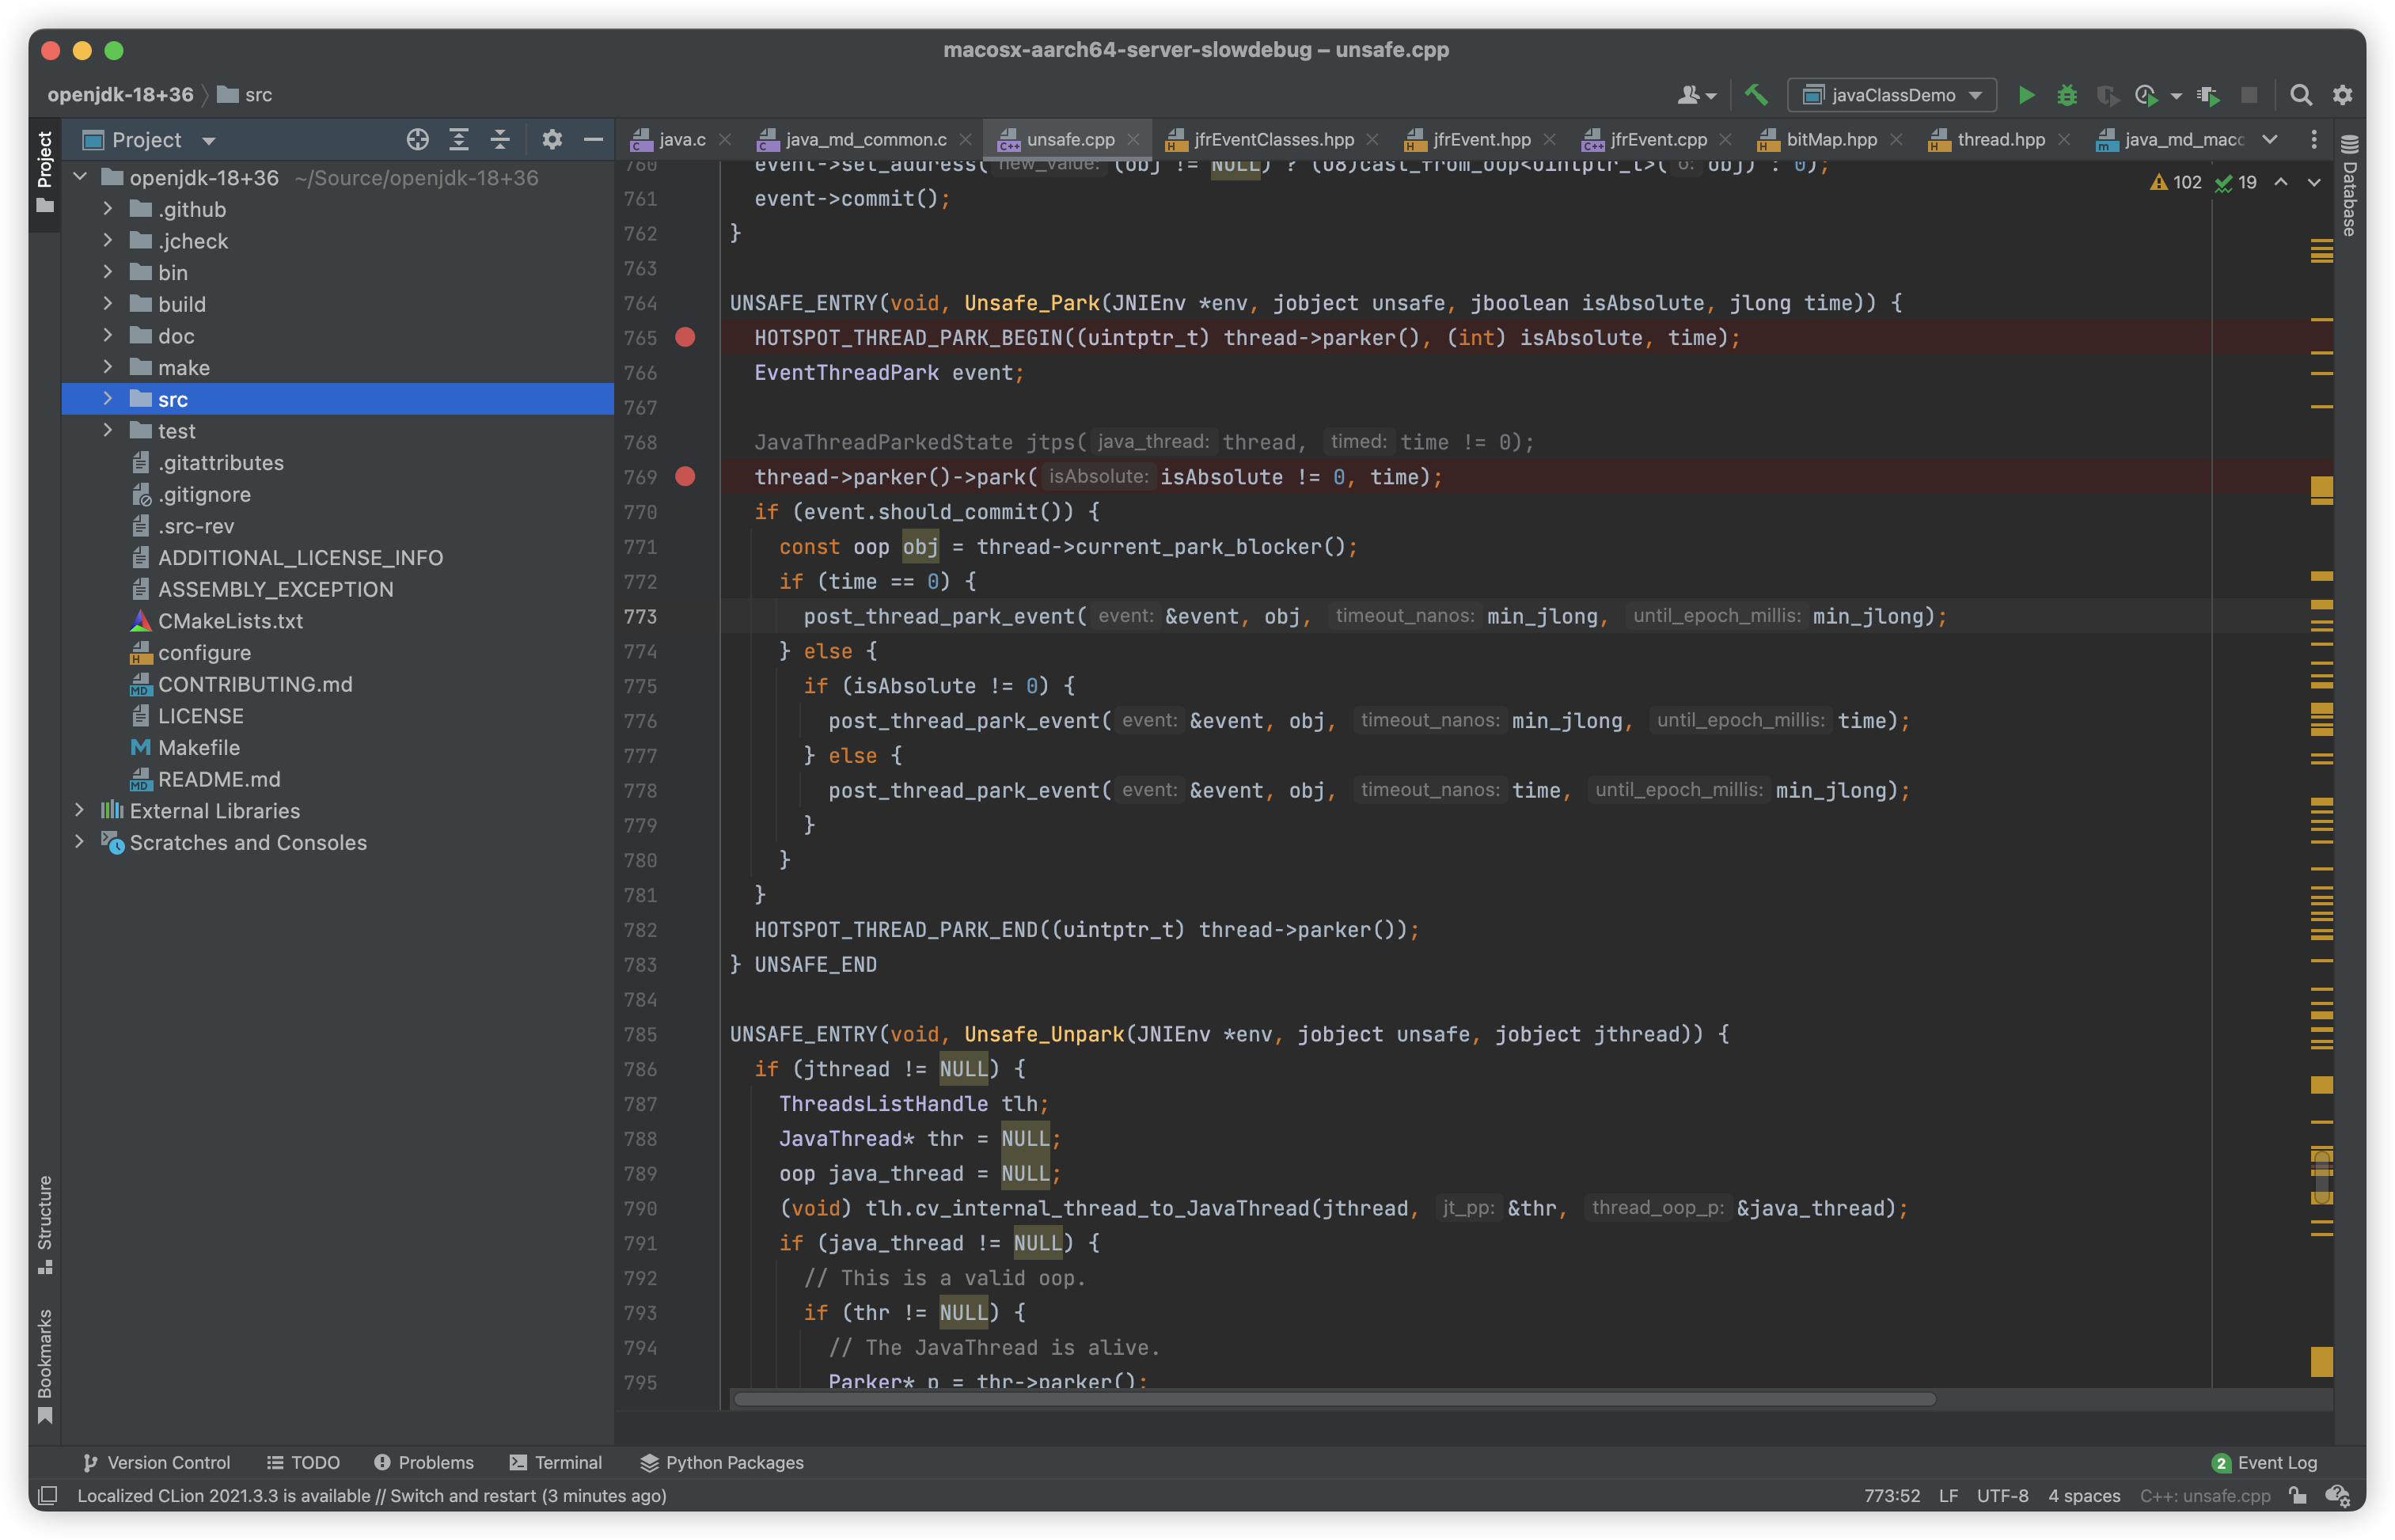 macosx-aarch64-server-slowdebug – unsafe.cpp
openjdk-18+36 src
javaClassDemo
Project
Project
java.c
java_md_common.c
unsafe.cpp
jfrEventClasses.hpp
jfrEvent.hpp
jfrEvent.cpp
bitMap.hpp
thread.hpp
java_md_macc
Database
102 19
openjdk-18+36 ~/Source/openjdk-18+36
.github
.jcheck
bin
build
doc
make
src
test
.gitattributes
.gitignore
.src-rev
ADDITIONAL_LICENSE_INFO
ASSEMBLY_EXCEPTION
CMakeLists.txt
configure
CONTRIBUTING.md
LICENSE
Makefile
README.md
External Libraries
Scratches and Consoles
760 event->set_address( new_value: (obj != NULL) ? (u8)cast_from_oop<uintptr_t>( o: obj) : 0);
761 event->commit();
762 }
763
764 UNSAFE_ENTRY(void, Unsafe_Park(JNIEnv *env, jobject unsafe, jboolean isAbsolute, jlong time)) {
765 HOTSPOT_THREAD_PARK_BEGIN((uintptr_t) thread->parker(), (int) isAbsolute, time);
766 EventThreadPark event;
767
768 JavaThreadParkedState jtps( java_thread: thread, timed: time != 0);
769 thread->parker()->park( isAbsolute: isAbsolute != 0, time);
770 if (event.should_commit()) {
771 const oop obj = thread->current_park_blocker();
772 if (time == 0) {
773 post_thread_park_event( event: &event, obj, timeout_nanos: min_jlong, until_epoch_millis: min_jlong);
774 } else {
775 if (isAbsolute != 0) {
776 post_thread_park_event( event: &event, obj, timeout_nanos: min_jlong, until_epoch_millis: time);
777 } else {
778 post_thread_park_event( event: &event, obj, timeout_nanos: time, until_epoch_millis: min_jlong);
779 }
780 }
781 }
782 HOTSPOT_THREAD_PARK_END((uintptr_t) thread->parker());
783 } UNSAFE_END
784
785 UNSAFE_ENTRY(void, Unsafe_Unpark(JNIEnv *env, jobject unsafe, jobject jthread)) {
786 if (jthread != NULL) {
787 ThreadsListHandle tlh;
788 JavaThread* thr = NULL;
789 oop java_thread = NULL;
790 (void) tlh.cv_internal_thread_to_JavaThread(jthread, jt_pp: &thr, thread_oop_p: &java_thread);
791 if (java_thread != NULL) {
792 // This is a valid oop.
793 if (thr != NULL) {
794 // The JavaThread is alive.
795 Parker* p = thr->parker();
Structure
Bookmarks
Version Control
TODO
Problems
Terminal
Python Packages
2 Event Log
Localized CLion 2021.3.3 is available // Switch and restart (3 minutes ago)
773:52 LF UTF-8 4 spaces C++: unsafe.cpp